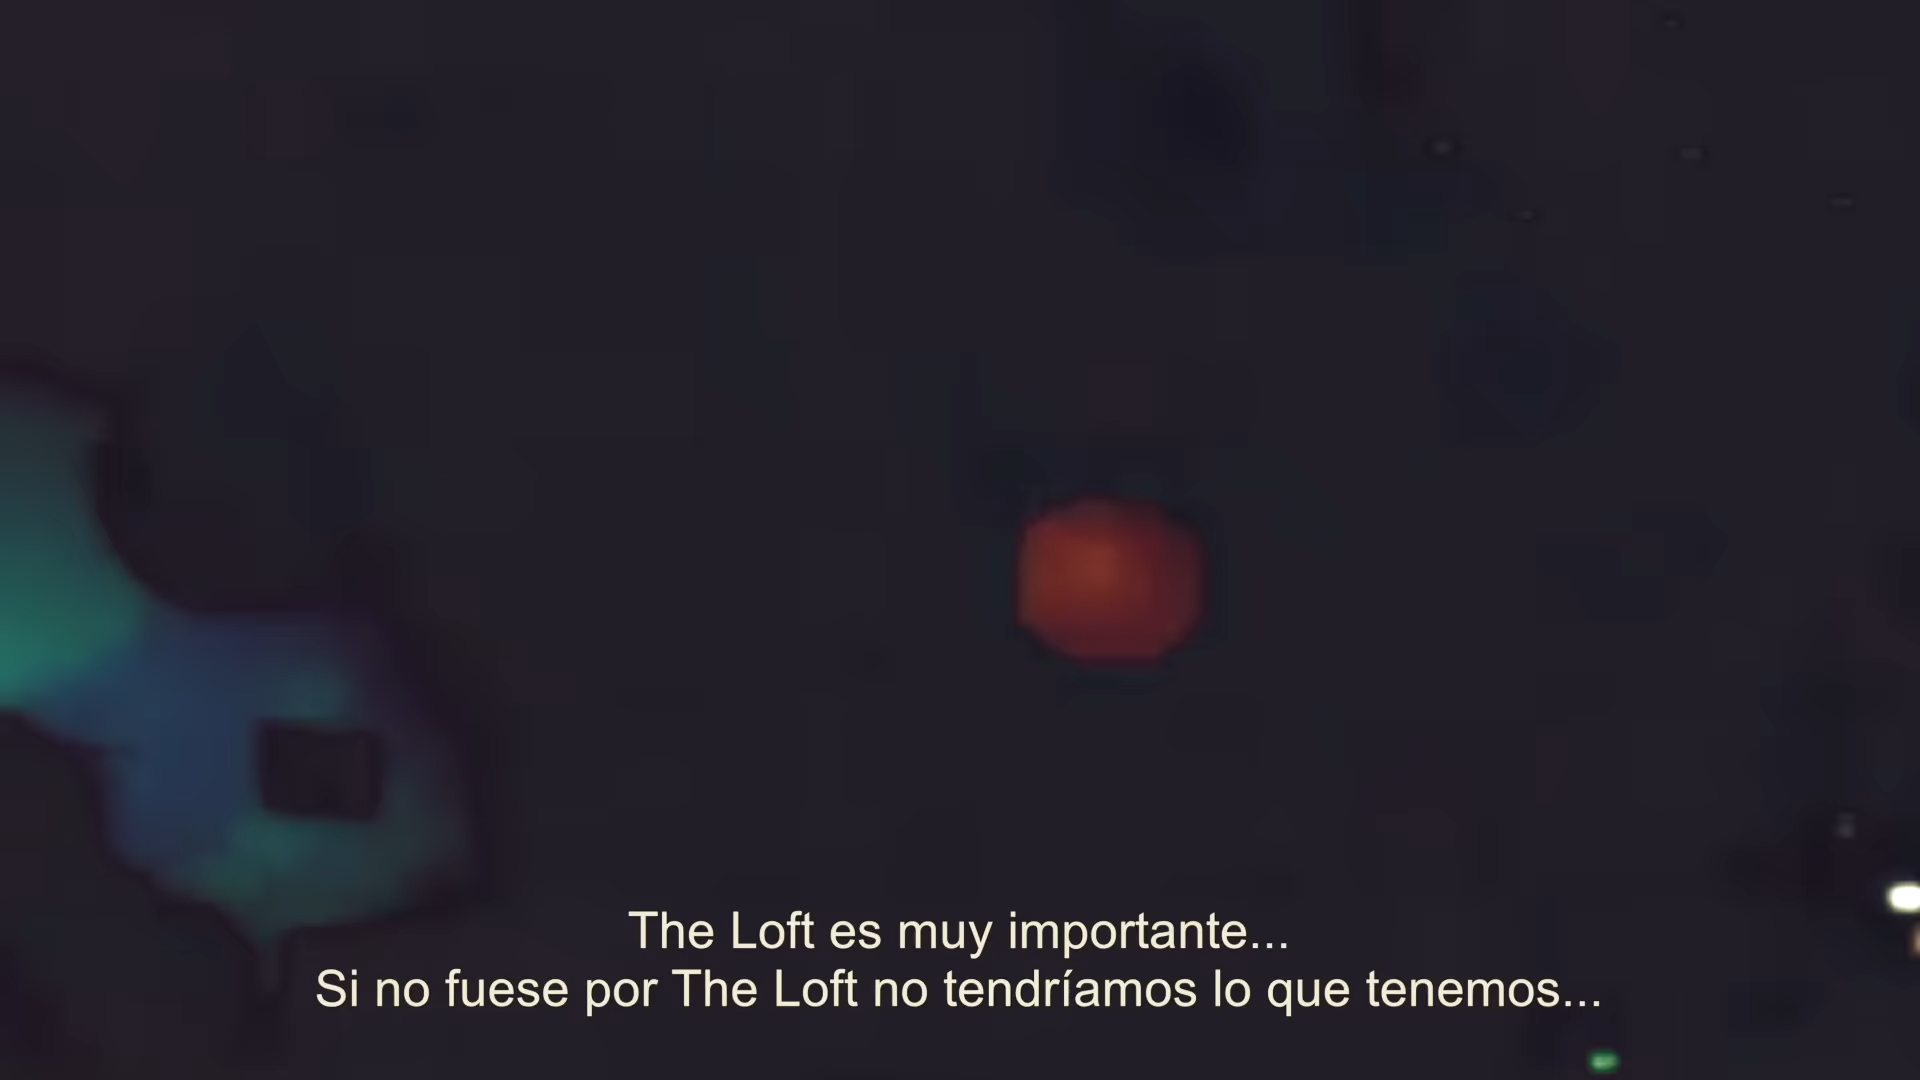 The Loft es muy importante...
Si no fuese por The Loft no tendríamos lo que tenemos...